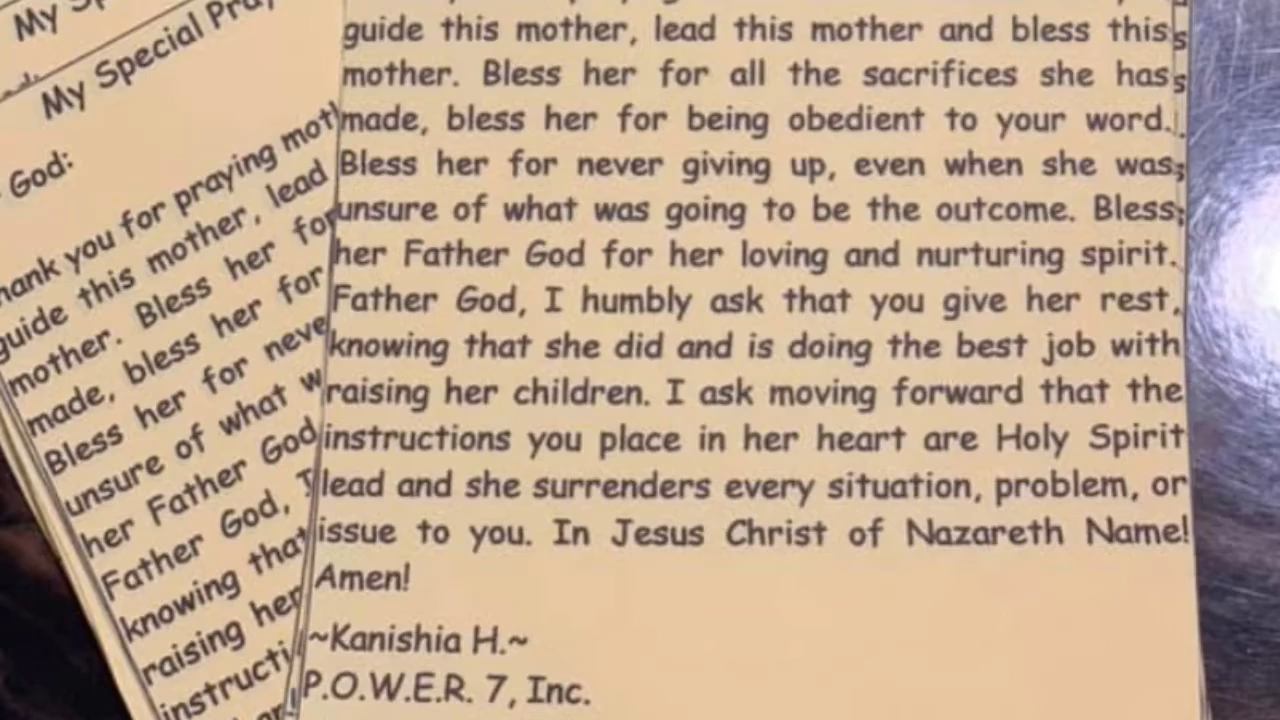 My
My Special
God:
hank you for praying
guide this mother, lead
mother. Bless her for
made, bless her for
Bless her for neve
unsure of what w
her Father God
Father God, I
knowing that
raising her
instructi
guide this mother, lead this mother and bless this
mother. Bless her for all the sacrifices she has
made, bless her for being obedient to your word.
Bless her for never giving up, even when she was
unsure of what was going to be the outcome. Bless
her Father God for her loving and nurturing spirit.
Father God, I humbly ask that you give her rest,
knowing that she did and is doing the best job with
raising her children. I ask moving forward that the
instructions you place in her heart are Holy Spirit
lead and she surrenders every situation, problem, or
issue to you. In Jesus Christ of Nazareth Name!
Amen!
~Kanishia H.~
P.O.W.E.R. 7, Inc.